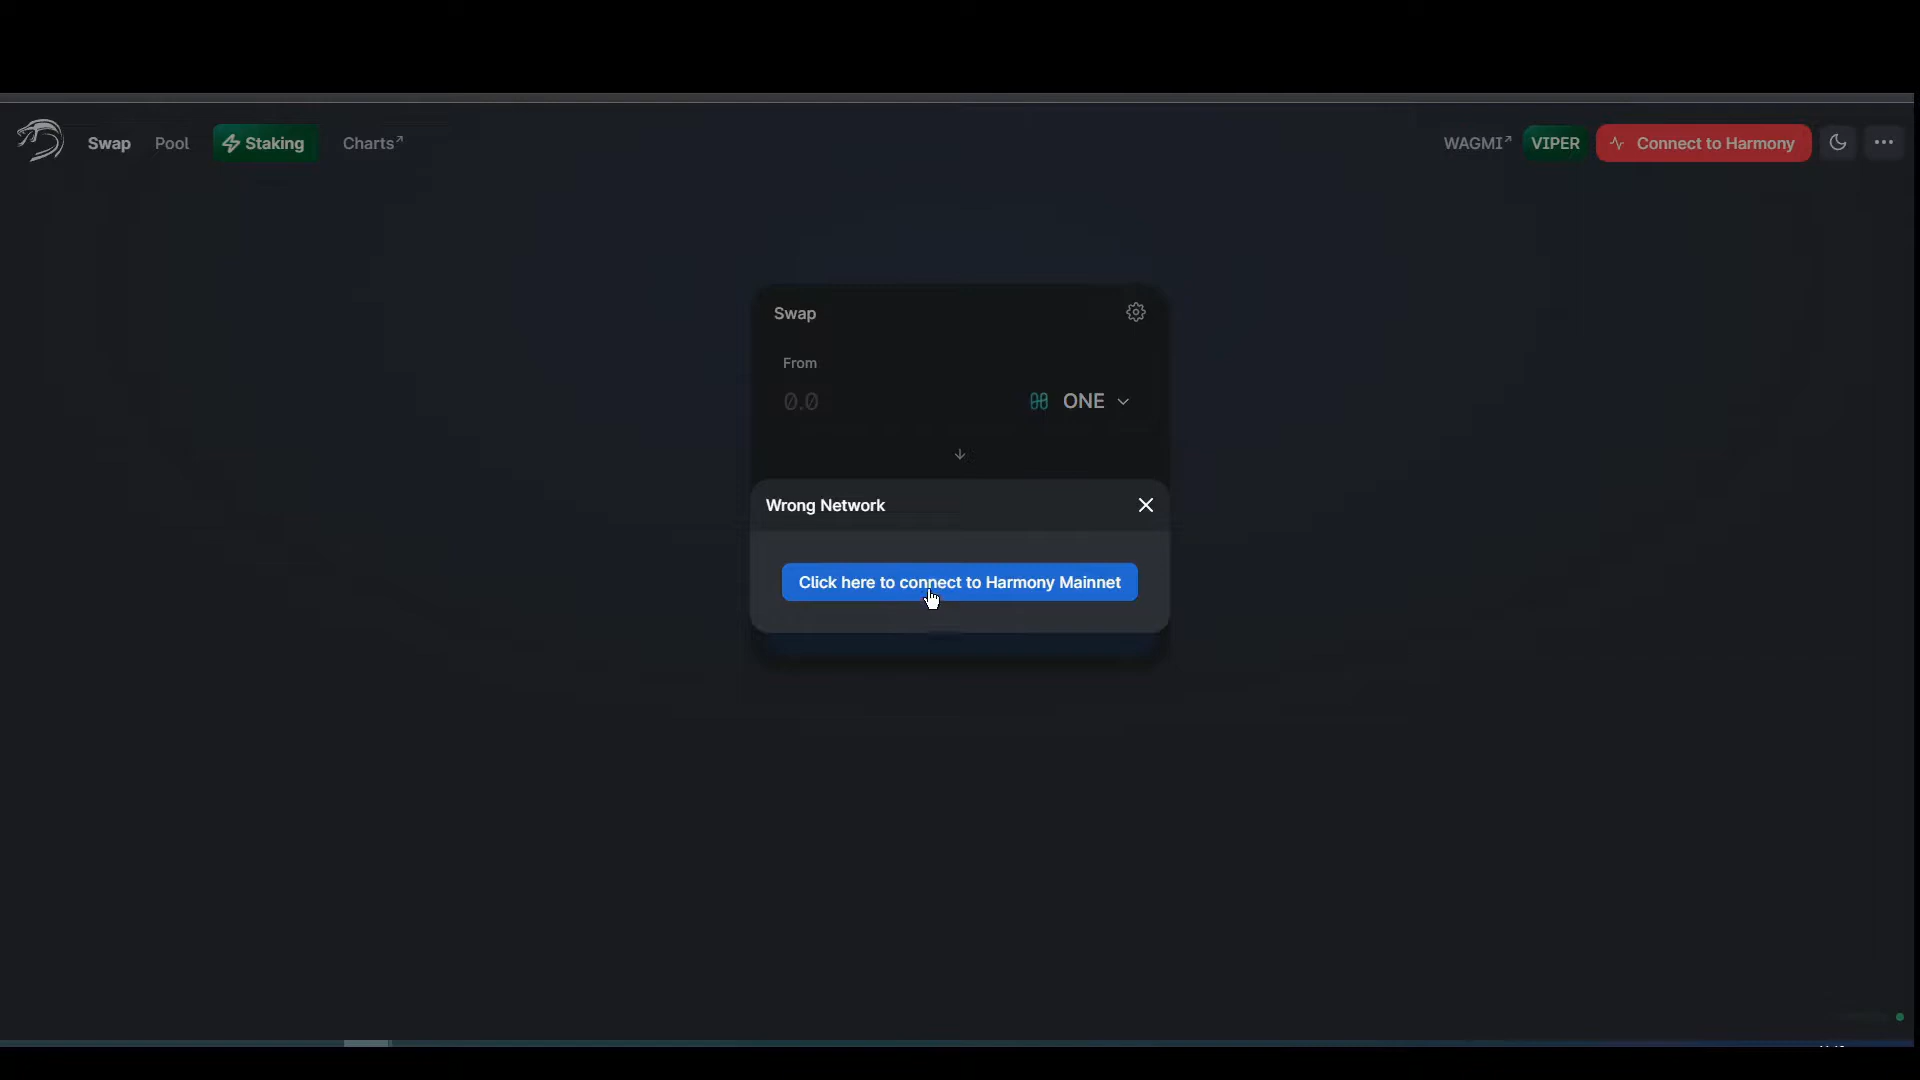 Swap Pool Staking Charts↗ WAGMI↗ VIPER Connect to Harmony
Swap
From
0.0 ONE
Wrong Network
Click here to connect to Harmony Mainnet